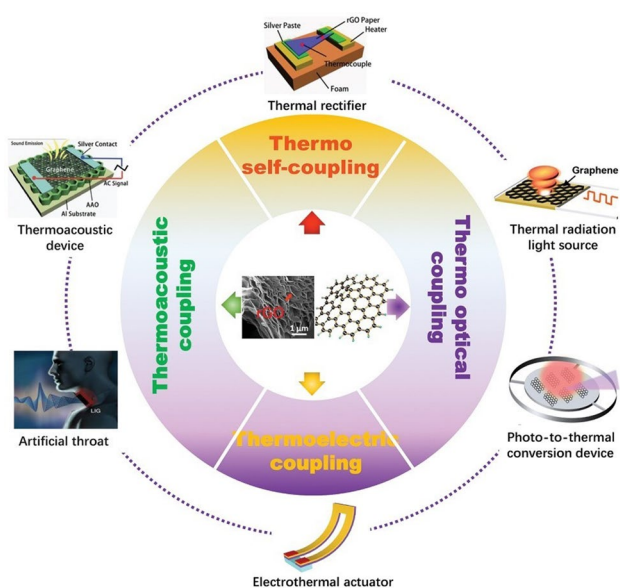 Silver Paste
rGO Paper
Heater
Thermocouple
Foam
Thermal rectifier
Sound Emission
Silver Contact
Graphene
AC Signal
AAO
Al Substrate
Thermoacoustic
device
Thermo
self-coupling
Graphene
Thermal radiation
light source
Thermoacoustic
coupling
rGO
1 μm
Thermo optical
coupling
LIG
Artificial throat
Photo-to-thermal
conversion device
Thermoelectric
coupling
Electrothermal actuator